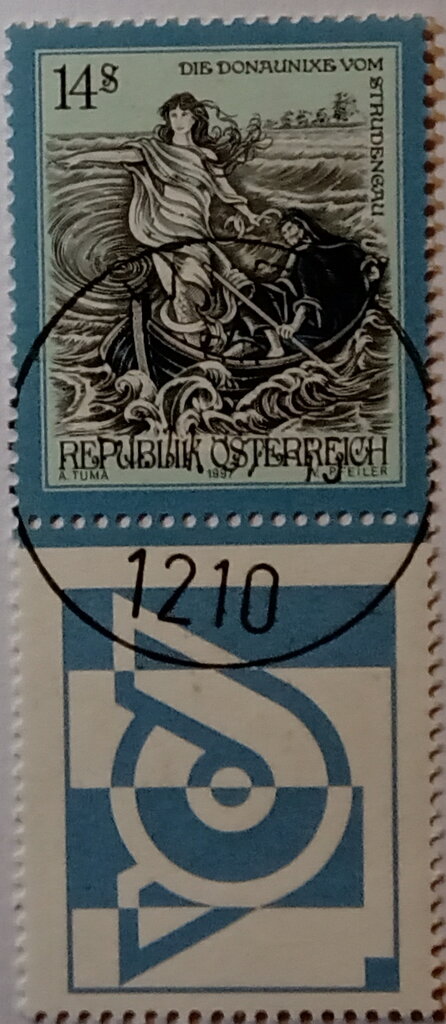 14S
DIE DONAUNIXE VOM
STRUDENGAU
REPUBLIK ÖSTERREICH
A. TUMA 1997 W. PFEILER
1210